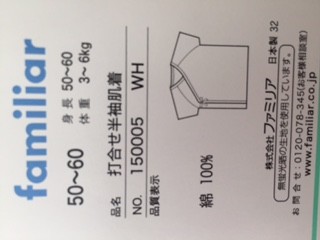 familiar
50~60
身長 50~60
体重 3~6kg
品名 打合せ半袖肌着
NO. 150005 WH
品質表示
綿 100%
株式会社 ファミリア 日本製 32
無蛍光晒の生地を使用しています。
お問合せ:0120-078-345(お客様相談室)
www.familiar.co.jp